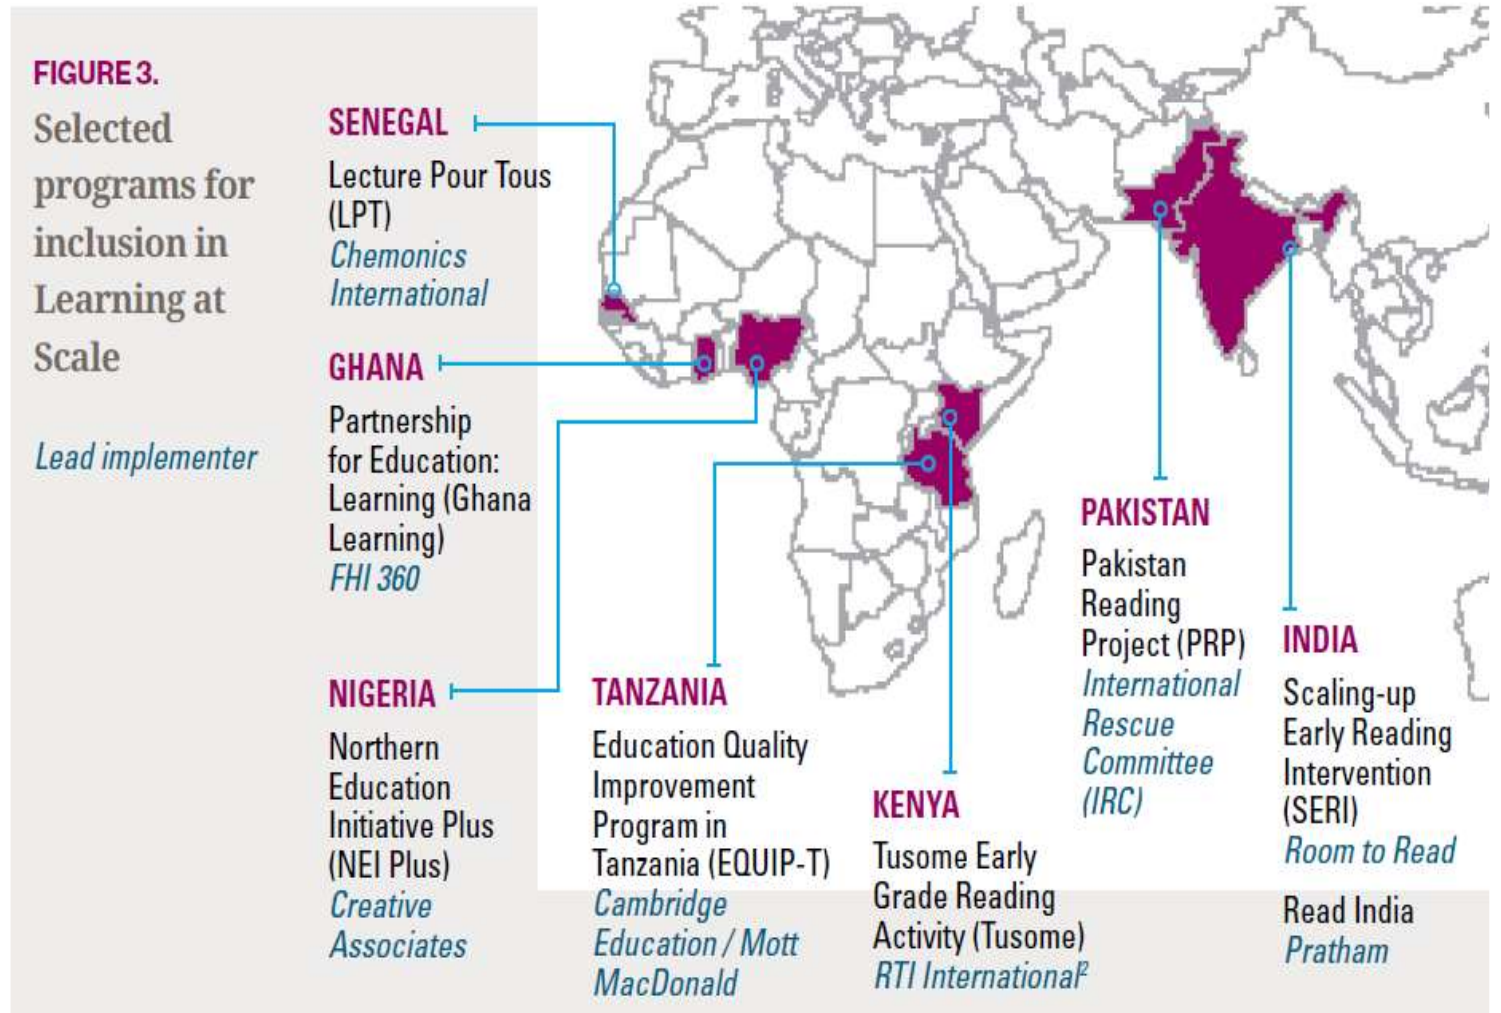 FIGURE 3.
Selected
programs for
inclusion in
Learning at
Scale
Lead implementer
SENEGAL
Lecture Pour Tous
(LPT)
Chemonics
International
GHANA
Partnership
for Education:
Learning (Ghana
Learning)
FHI 360
NIGERIA
Northern
Education
Initiative Plus
(NEI Plus)
Creative
Associates
TANZANIA
Education Quality
Improvement
Program in
Tanzania (EQUIP-T)
Cambridge
Education / Mott
MacDonald
KENYA
Tusome Early
Grade Reading
Activity (Tusome)
RTI International²
PAKISTAN
Pakistan
Reading
Project (PRP)
International
Rescue
Committee
(IRC)
INDIA
Scaling-up
Early Reading
Intervention
(SERI)
Room to Read
Read India
Pratham